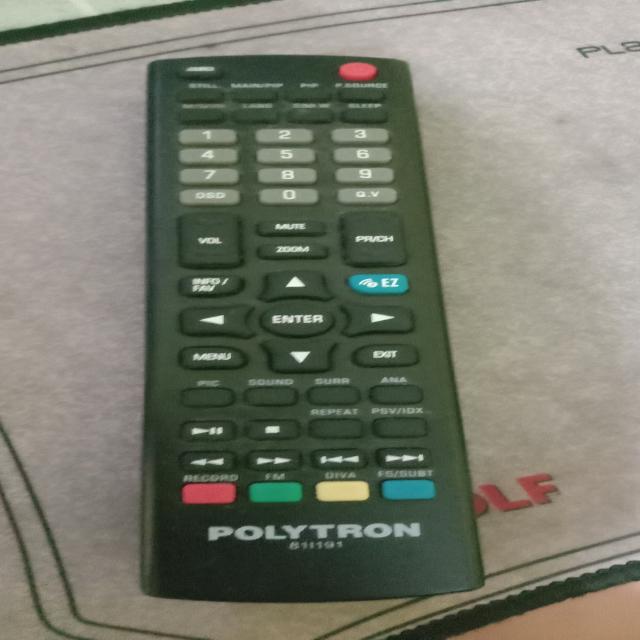 PLB
STILL MAIN/PIP PIP P.SOURCE
SLEEP
1 2 3
4 5 6
7 8 9
OSD 0 Q.V
VOL MUTE PR/CH
ZOOM
INFO/
FAV
EZ
ENTER
MENU EXIT
PIC SOUND SURR ANA
REPEAT PSV/IDX
RECORD FM DIVA FS/SUBT
OLF
POLYTRON
81I191